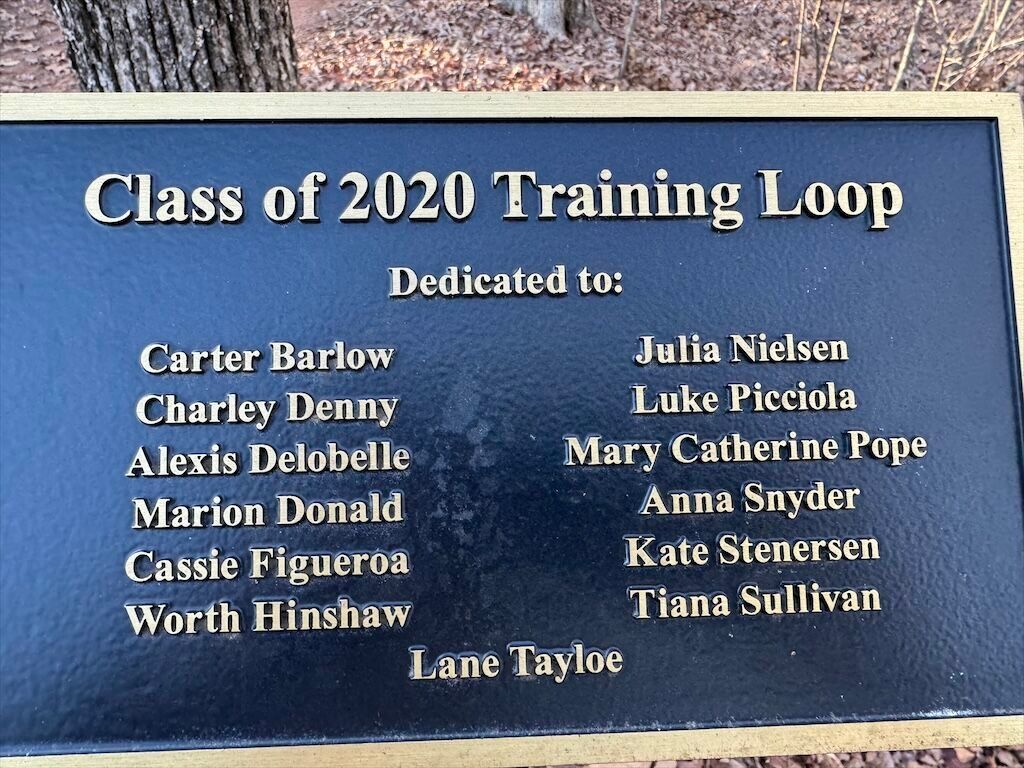 Class of 2020 Training Loop
Dedicated to:
Carter Barlow
Charley Denny
Alexis Delobelle
Marion Donald
Cassie Figueroa
Worth Hinshaw
Julia Nielsen
Luke Picciola
Mary Catherine Pope
Anna Snyder
Kate Stenersen
Tiana Sullivan
Lane Tayloe